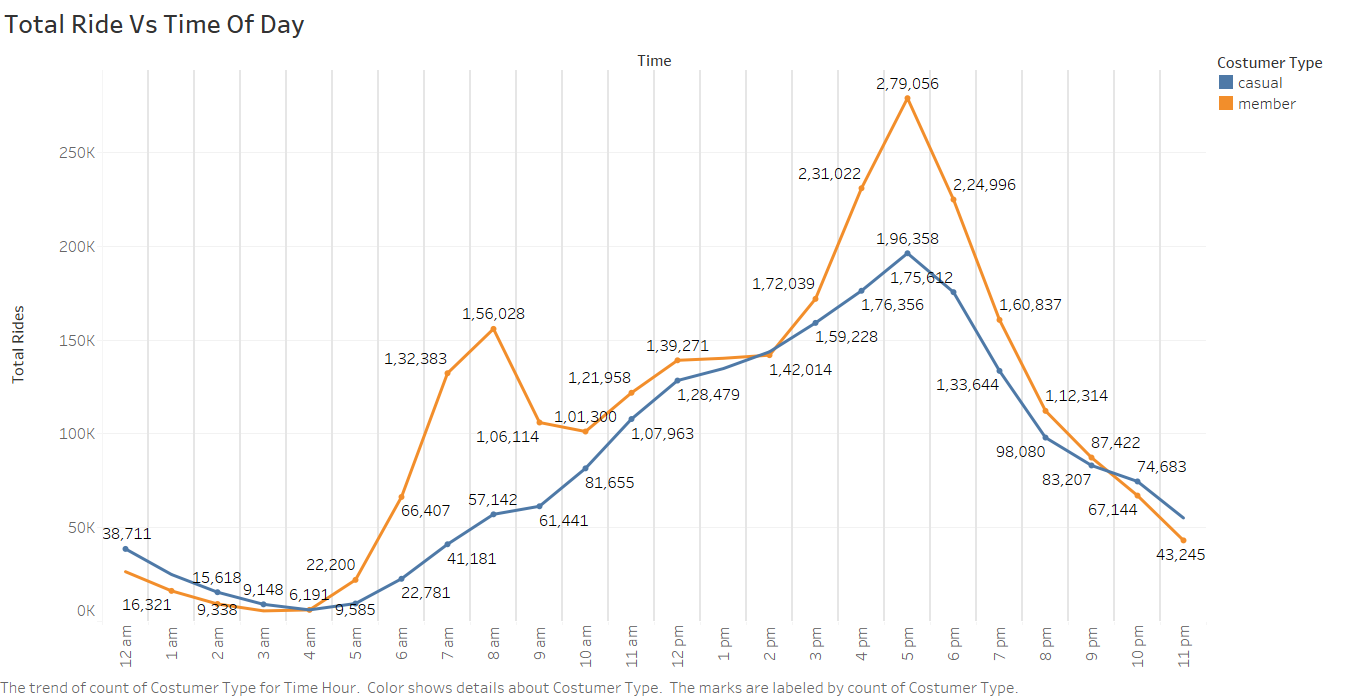 Total Ride Vs Time Of Day
Time
Costumer Type
casual
member
Total Rides
250K
200K
150K
100K
50K
0K
2,79,056
2,31,022
2,24,996
1,96,358
1,72,039
1,75,612
1,76,356
1,56,028
1,60,837
1,59,228
1,39,271
1,32,383
1,42,014
1,21,958
1,33,644
1,28,479
1,12,314
1,01,300
1,06,114
1,07,963
87,422
98,080
74,683
83,207
81,655
57,142
66,407
67,144
61,441
38,711
43,245
41,181
22,200
15,618
9,148
6,191
22,781
16,321
9,338
9,585
12 am
1 am
2 am
3 am
4 am
5 am
6 am
7 am
8 am
9 am
10 am
11 am
12 pm
1 pm
2 pm
3 pm
4 pm
5 pm
6 pm
7 pm
8 pm
9 pm
10 pm
11 pm
The trend of count of Costumer Type for Time Hour.  Color shows details about Costumer Type.  The marks are labeled by count of Costumer Type.